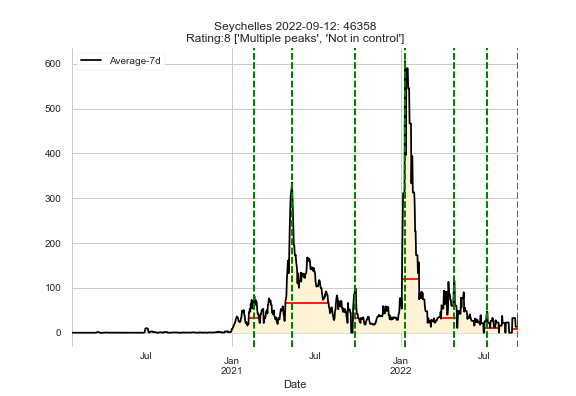 Seychelles 2022-09-12: 46358
Rating:8 ['Multiple peaks', 'Not in control']
Average-7d
600
500
400
300
200
100
0
Jul
Jan
2021
Jul
Jan
2022
Jul
Date